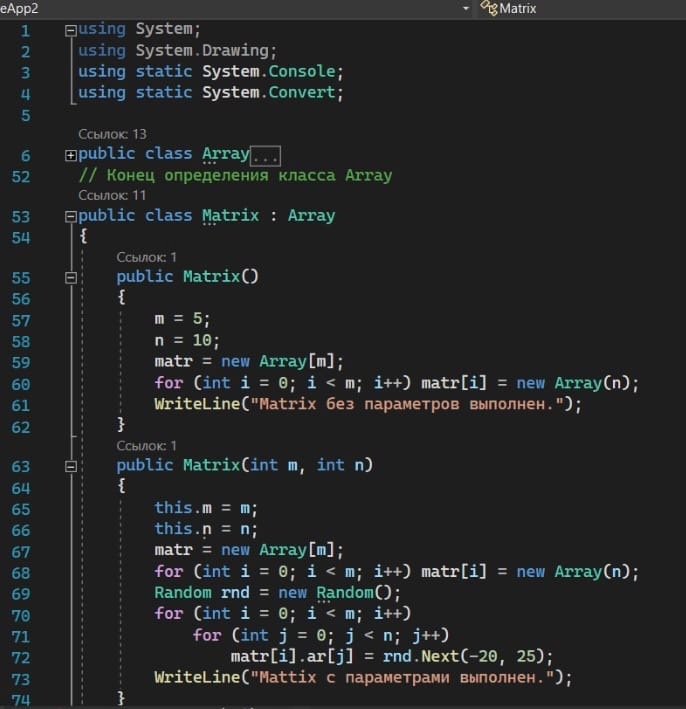 eApp2 Matrix
1 using System;
2 using System.Drawing;
3 using static System.Console;
4 using static System.Convert;
5
Ссылок: 13
6 public class Array...
52 // Конец определения класса Array
Ссылок: 11
53 public class Matrix : Array
54 {
Ссылок: 1
55 public Matrix()
56 {
57 m = 5;
58 n = 10;
59 matr = new Array[m];
60 for (int i = 0; i < m; i++) matr[i] = new Array(n);
61 WriteLine("Matrix без параметров выполнен.");
62 }
Ссылок: 1
63 public Matrix(int m, int n)
64 {
65 this.m = m;
66 this.n = n;
67 matr = new Array[m];
68 for (int i = 0; i < m; i++) matr[i] = new Array(n);
69 Random rnd = new Random();
70 for (int i = 0; i < m; i++)
71 for (int j = 0; j < n; j++)
72 matr[i].ar[j] = rnd.Next(-20, 25);
73 WriteLine("Mattix с параметрами выполнен.");
74 }